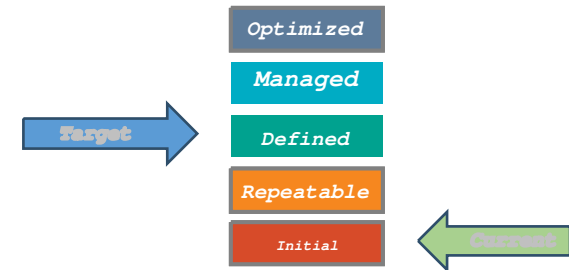 Optimized
Managed
Target
Defined
Repeatable
Initial
Current